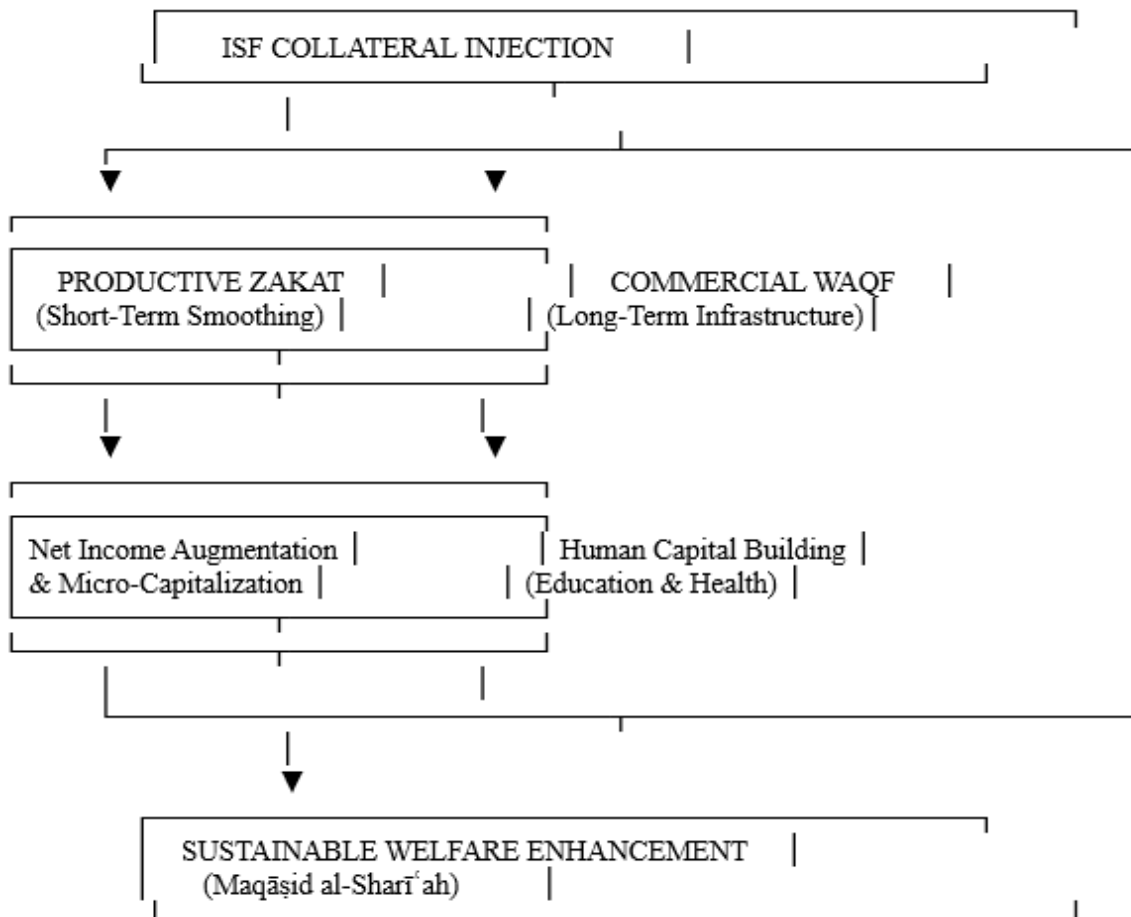 ISF COLLATERAL INJECTION
PRODUCTIVE ZAKAT
COMMERCIAL WAQF
(Short-Term Smoothing)
(Long-Term Infrastructure)
Net Income Augmentation
Human Capital Building
& Micro-Capitalization
(Education & Health)
SUSTAINABLE WELFARE ENHANCEMENT
(Maqāṣid al-Sharīʿah)